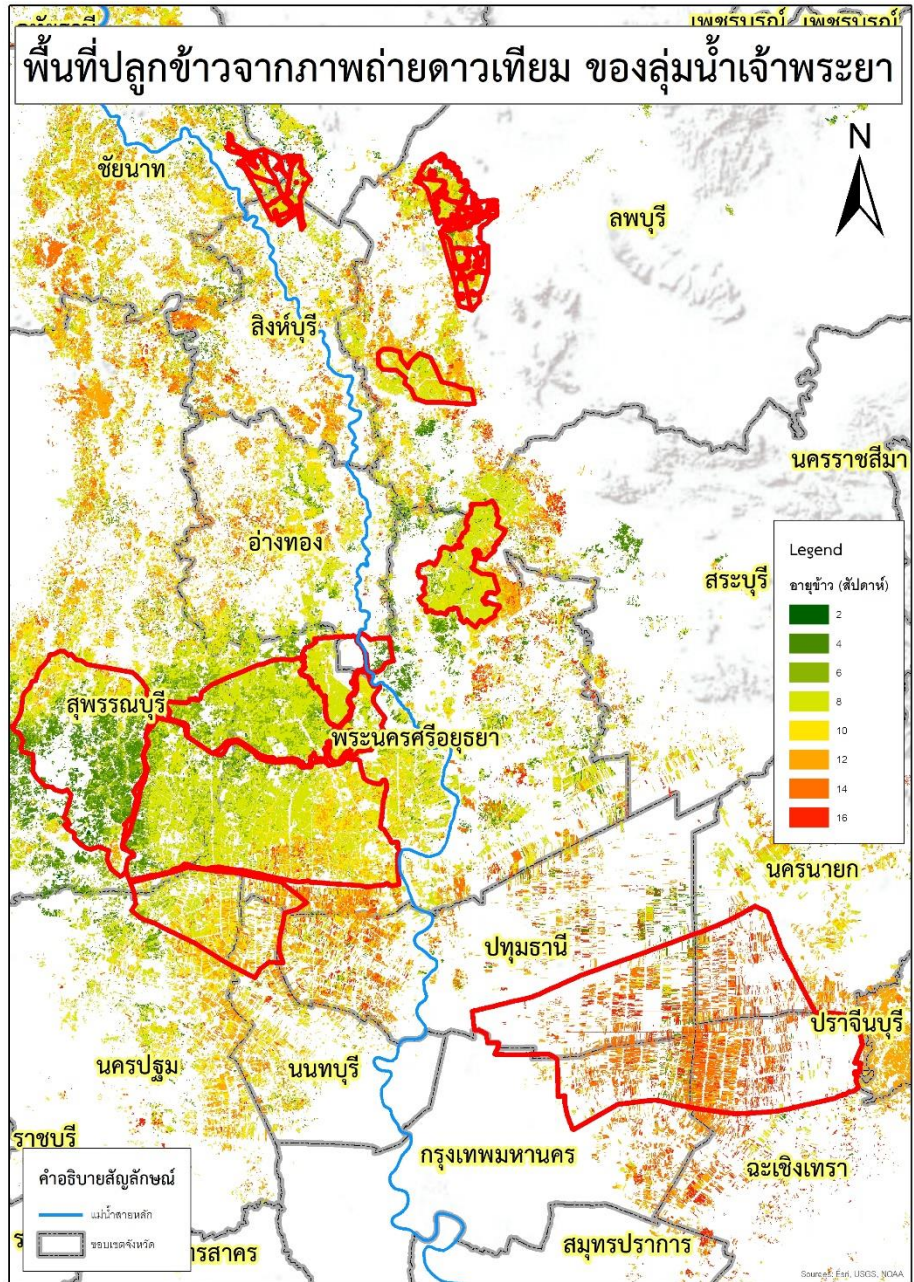 เพชรบูรณ์ เพชรบูรณ์
พื้นที่ปลูกข้าวจากภาพถ่ายดาวเทียม ของลุ่มน้ำเจ้าพระยา
N
ชัยนาท
ลพบุรี
สิงห์บุรี
นครราชสีมา
อ่างทอง
สระบุรี
Legend
อายุข้าว (สัปดาห์)
2
4
6
8
10
12
14
16
สุพรรณบุรี
พระนครศรีอยุธยา
นครนายก
ปทุมธานี
ปราจีนบุรี
นครปฐม
นนทบุรี
ราชบุรี
กรุงเทพมหานคร
ฉะเชิงเทรา
คำอธิบายสัญลักษณ์
แม่น้ำสายหลัก
ขอบเขตจังหวัด
รสาคร
สมุทรปราการ
Sources: Esri, USGS, NOAA